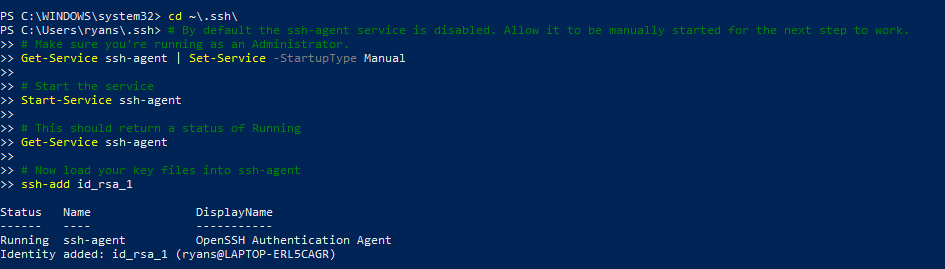 PS C:\WINDOWS\system32> cd ~\.ssh\
PS C:\Users\ryans\.ssh> # By default the ssh-agent service is disabled. Allow it to be manually started for the next step to work.
>> # Make sure you're running as an Administrator.
>> Get-Service ssh-agent | Set-Service -StartupType Manual
>>
>> # Start the service
>> Start-Service ssh-agent
>>
>> # This should return a status of Running
>> Get-Service ssh-agent
>>
>> # Now load your key files into ssh-agent
>> ssh-add id_rsa_1
Status   Name               DisplayName
------   ----               -----------
Running  ssh-agent          OpenSSH Authentication Agent
Identity added: id_rsa_1 (ryans@LAPTOP-ERL5CAGR)